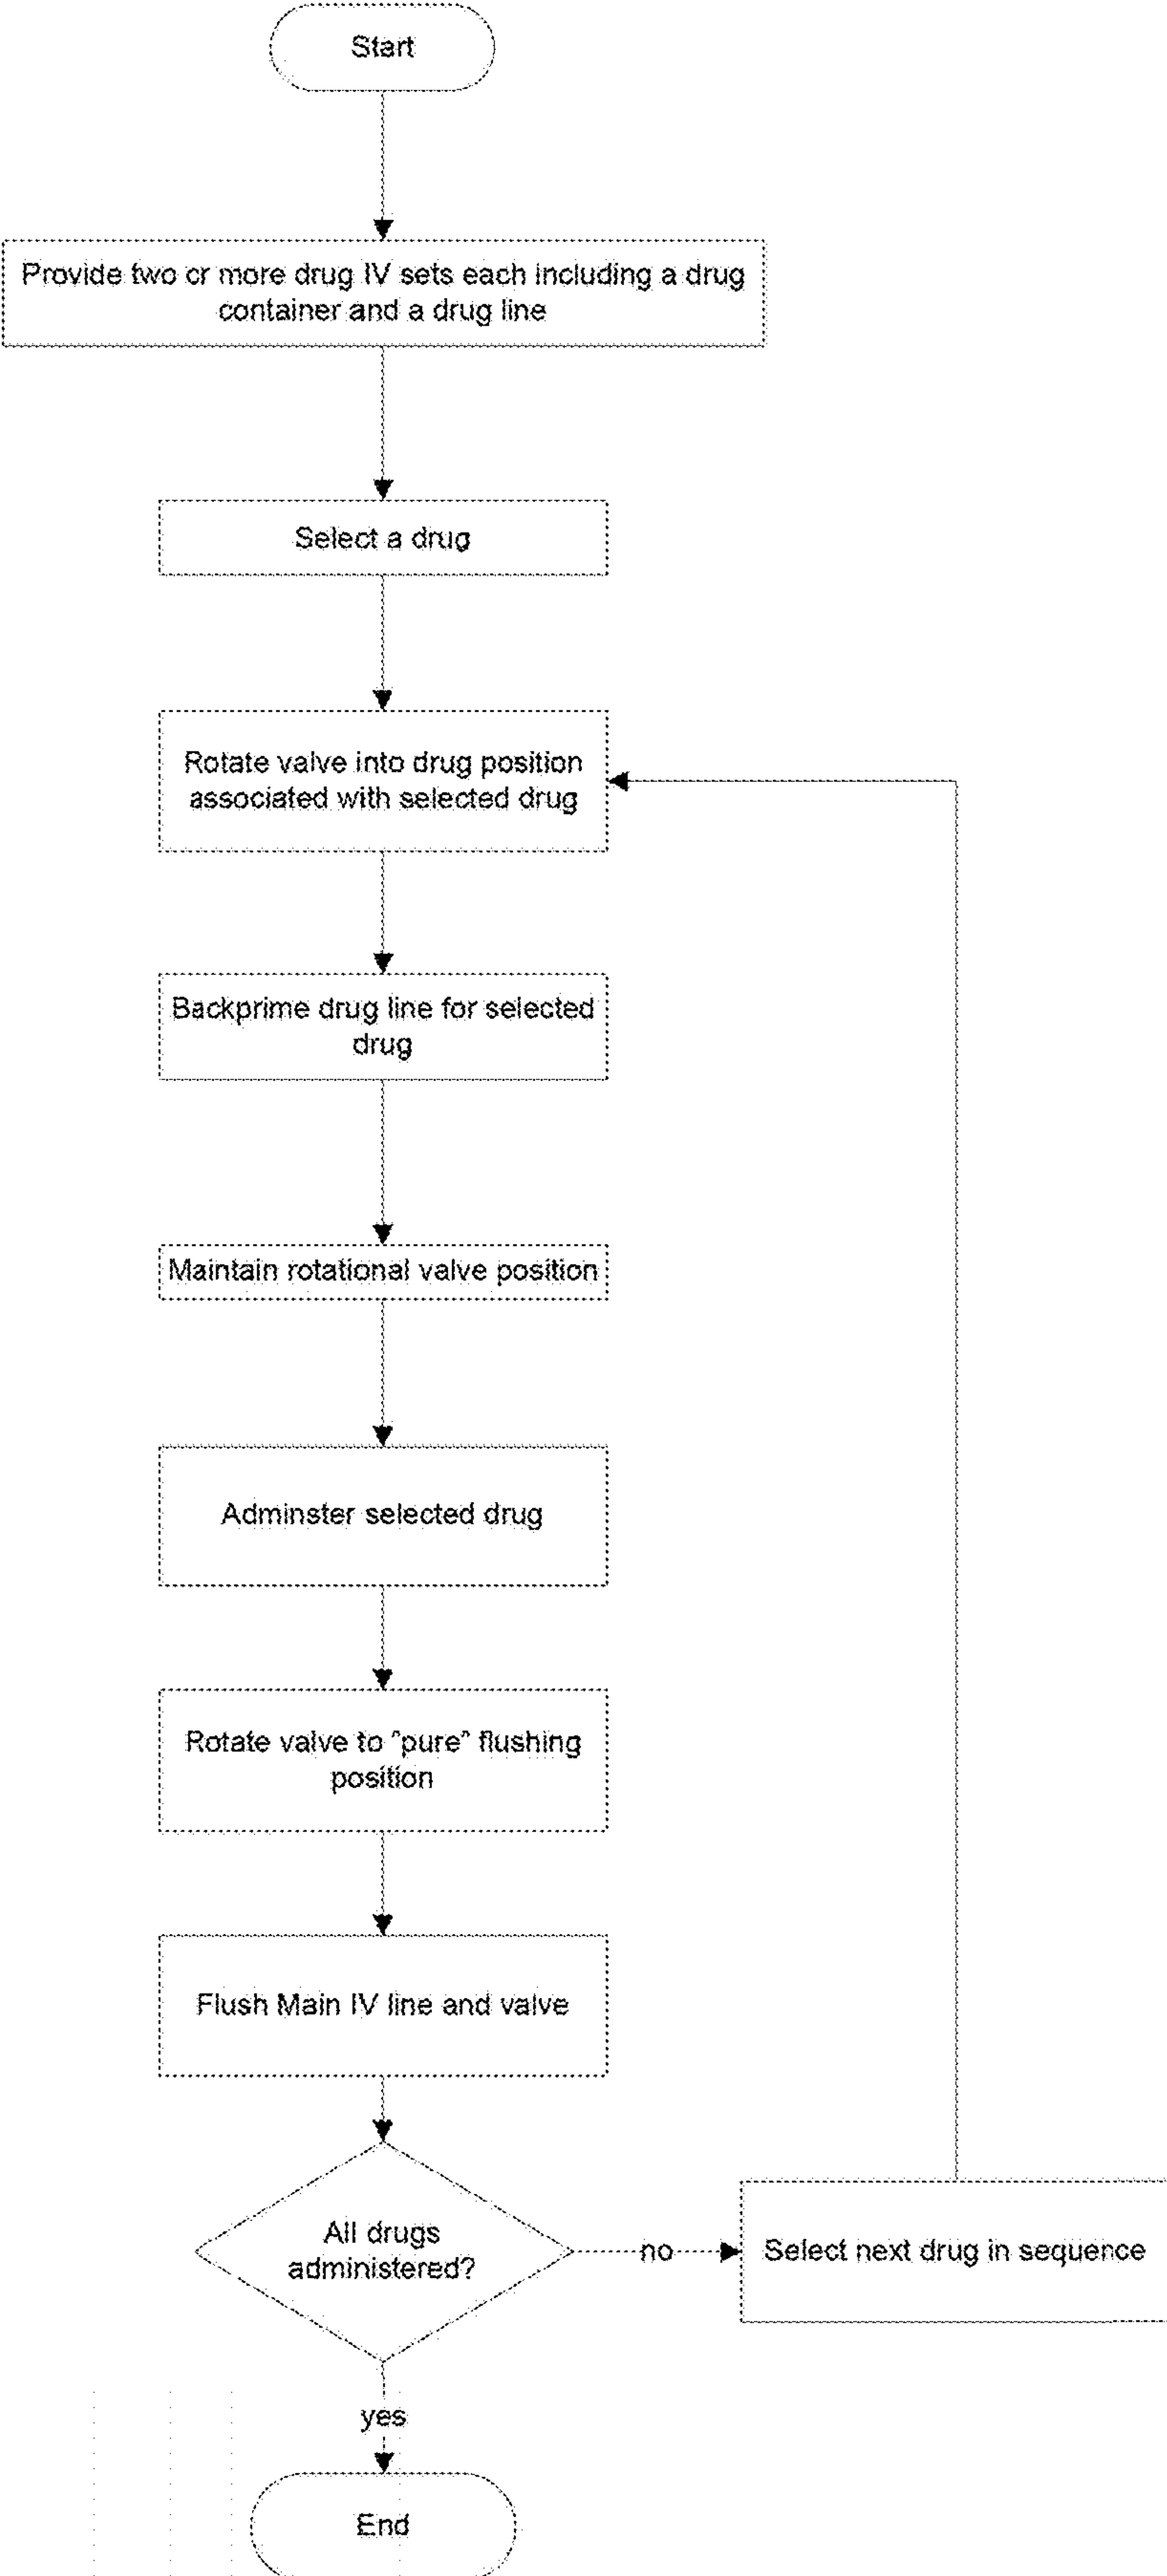 Start
Provide two or more drug IV sets each including a drug
container and a drug line
Select a drug
Rotate valve into drug position
associated with selected drug
Backprime drug line for selected
drug
Maintain rotational valve position
Adminster selected drug
Rotate valve to "pure" flushing
position
Flush Main IV line and valve
All drugs
administered?
no
Select next drug in sequence
yes
End